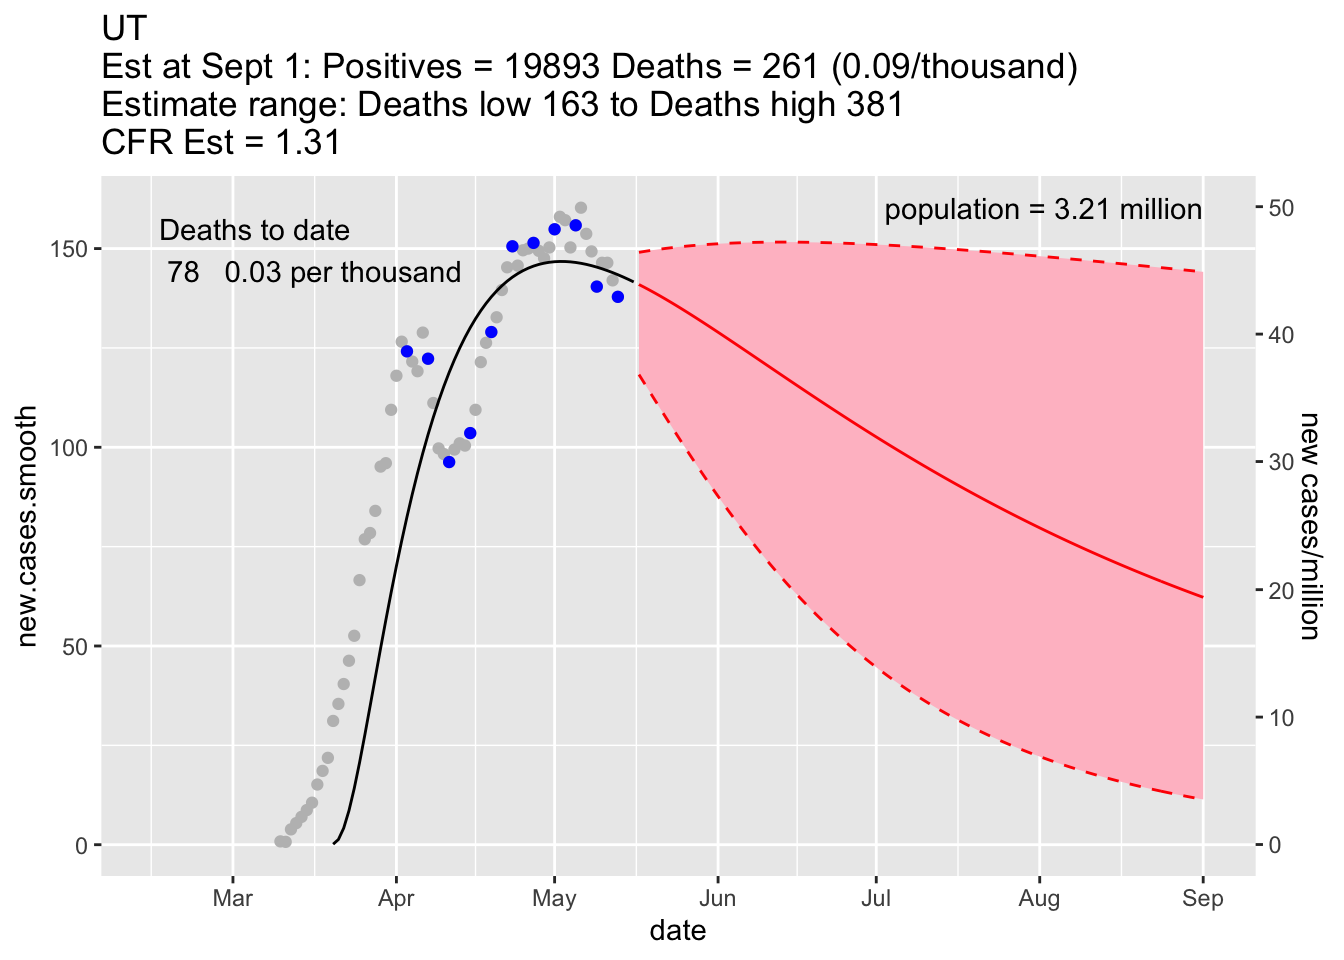 UT
Est at Sept 1: Positives = 19893 Deaths = 261 (0.09/thousand)
Estimate range: Deaths low 163 to Deaths high 381
CFR Est = 1.31
Deaths to date
78 0.03 per thousand
population = 3.21 million
150
100
50
0
new.cases.smooth
50
40
30
20
10
0
new cases/million
Mar Apr May Jun Jul Aug Sep
date